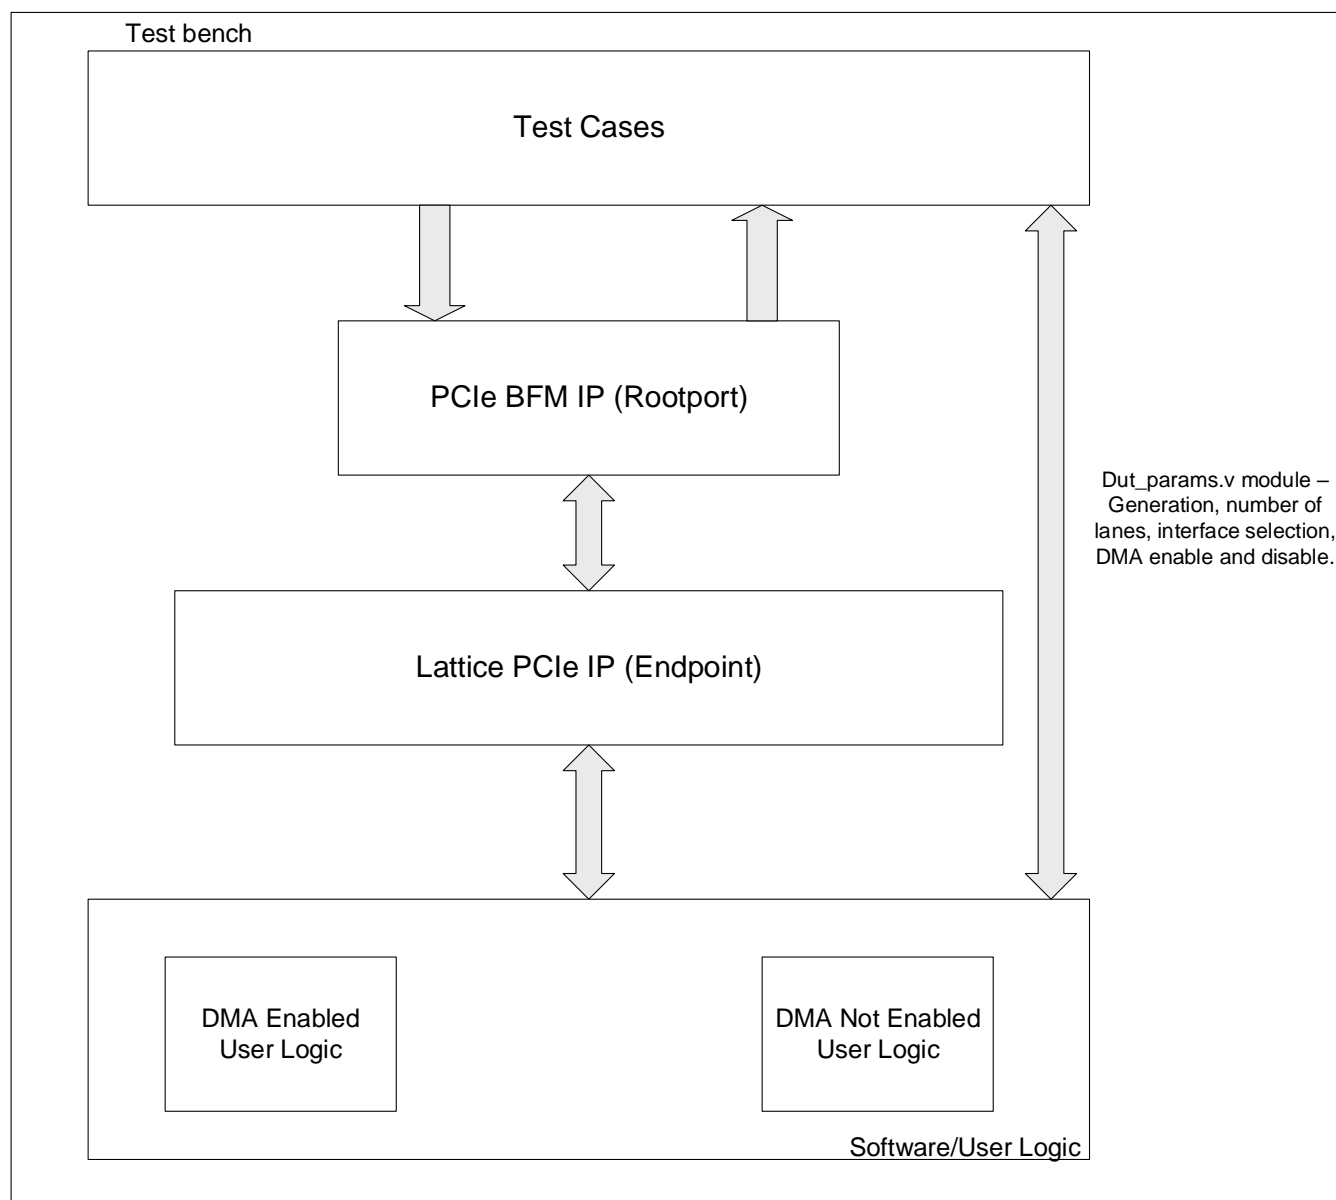 Test bench
Test Cases
PCIe BFM IP (Rootport)
Dut_params.v module –
Generation, number of
lanes, interface selection,
DMA enable and disable.
Lattice PCIe IP (Endpoint)
DMA Enabled
User Logic
DMA Not Enabled
User Logic
Software/User Logic